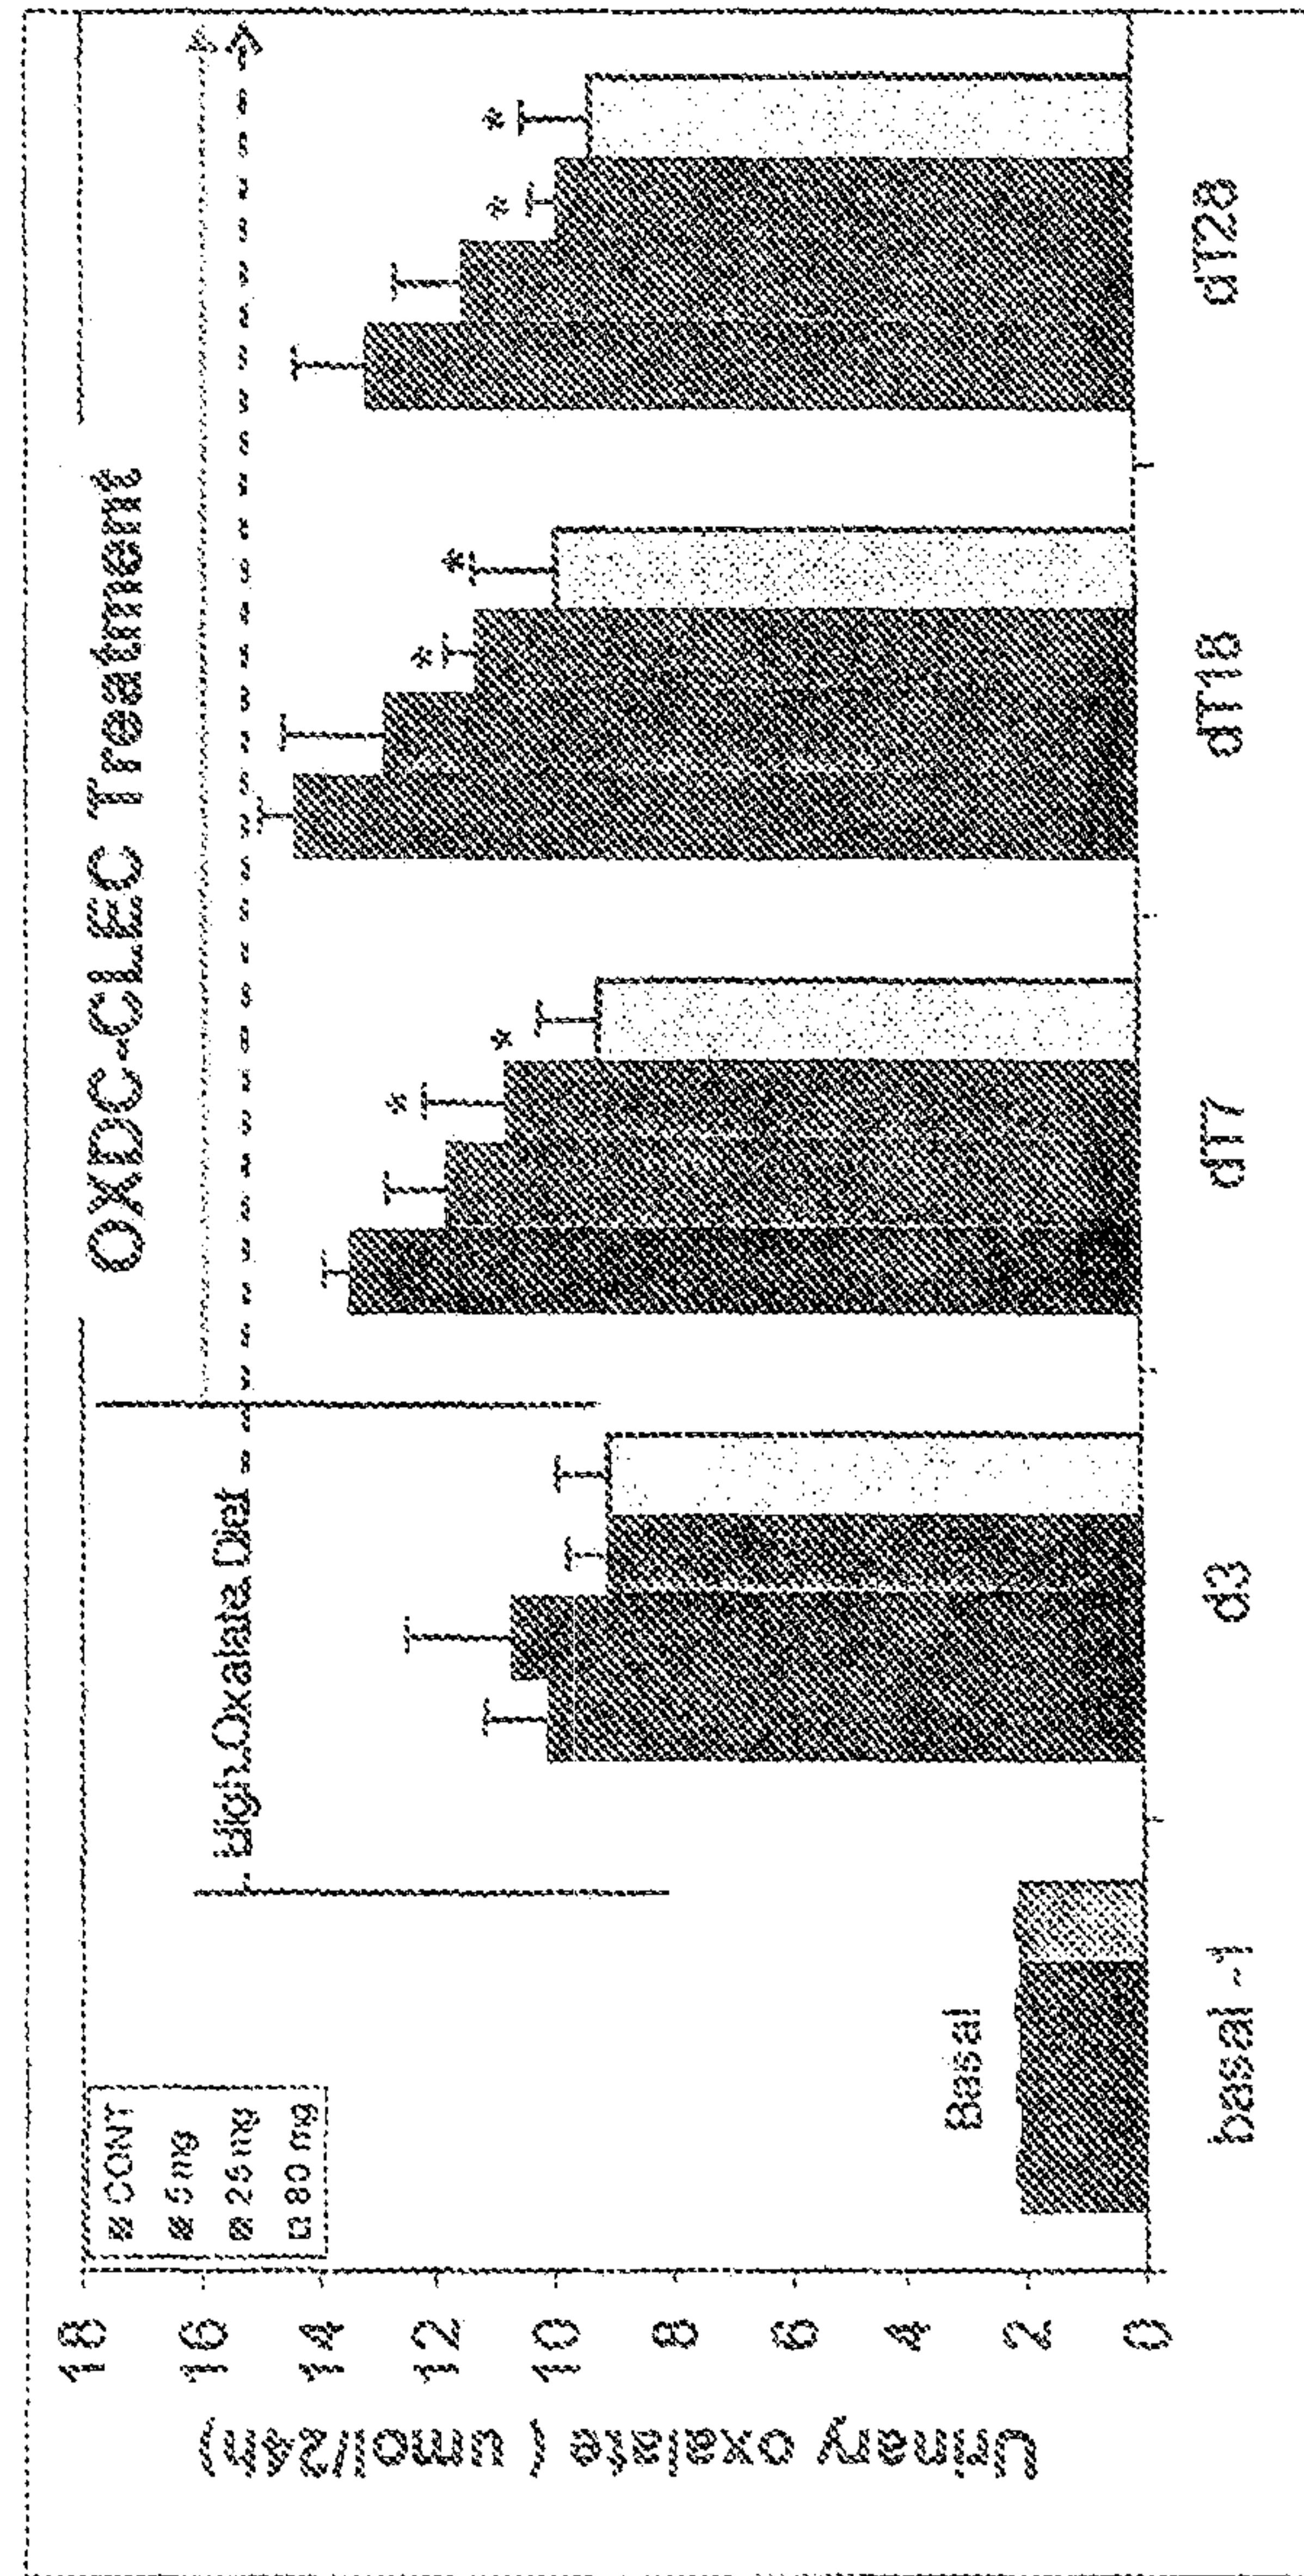 OXDC-CLEC Treatment
High Oxalate Diet
CONT
5 mg
25 mg
80 mg
Basal
* * * * * *
18
16
14
12
10
8
6
4
2
0
Urinary oxalate ( umol/24h)
basal -1 d3 dT7 dT18 dT28